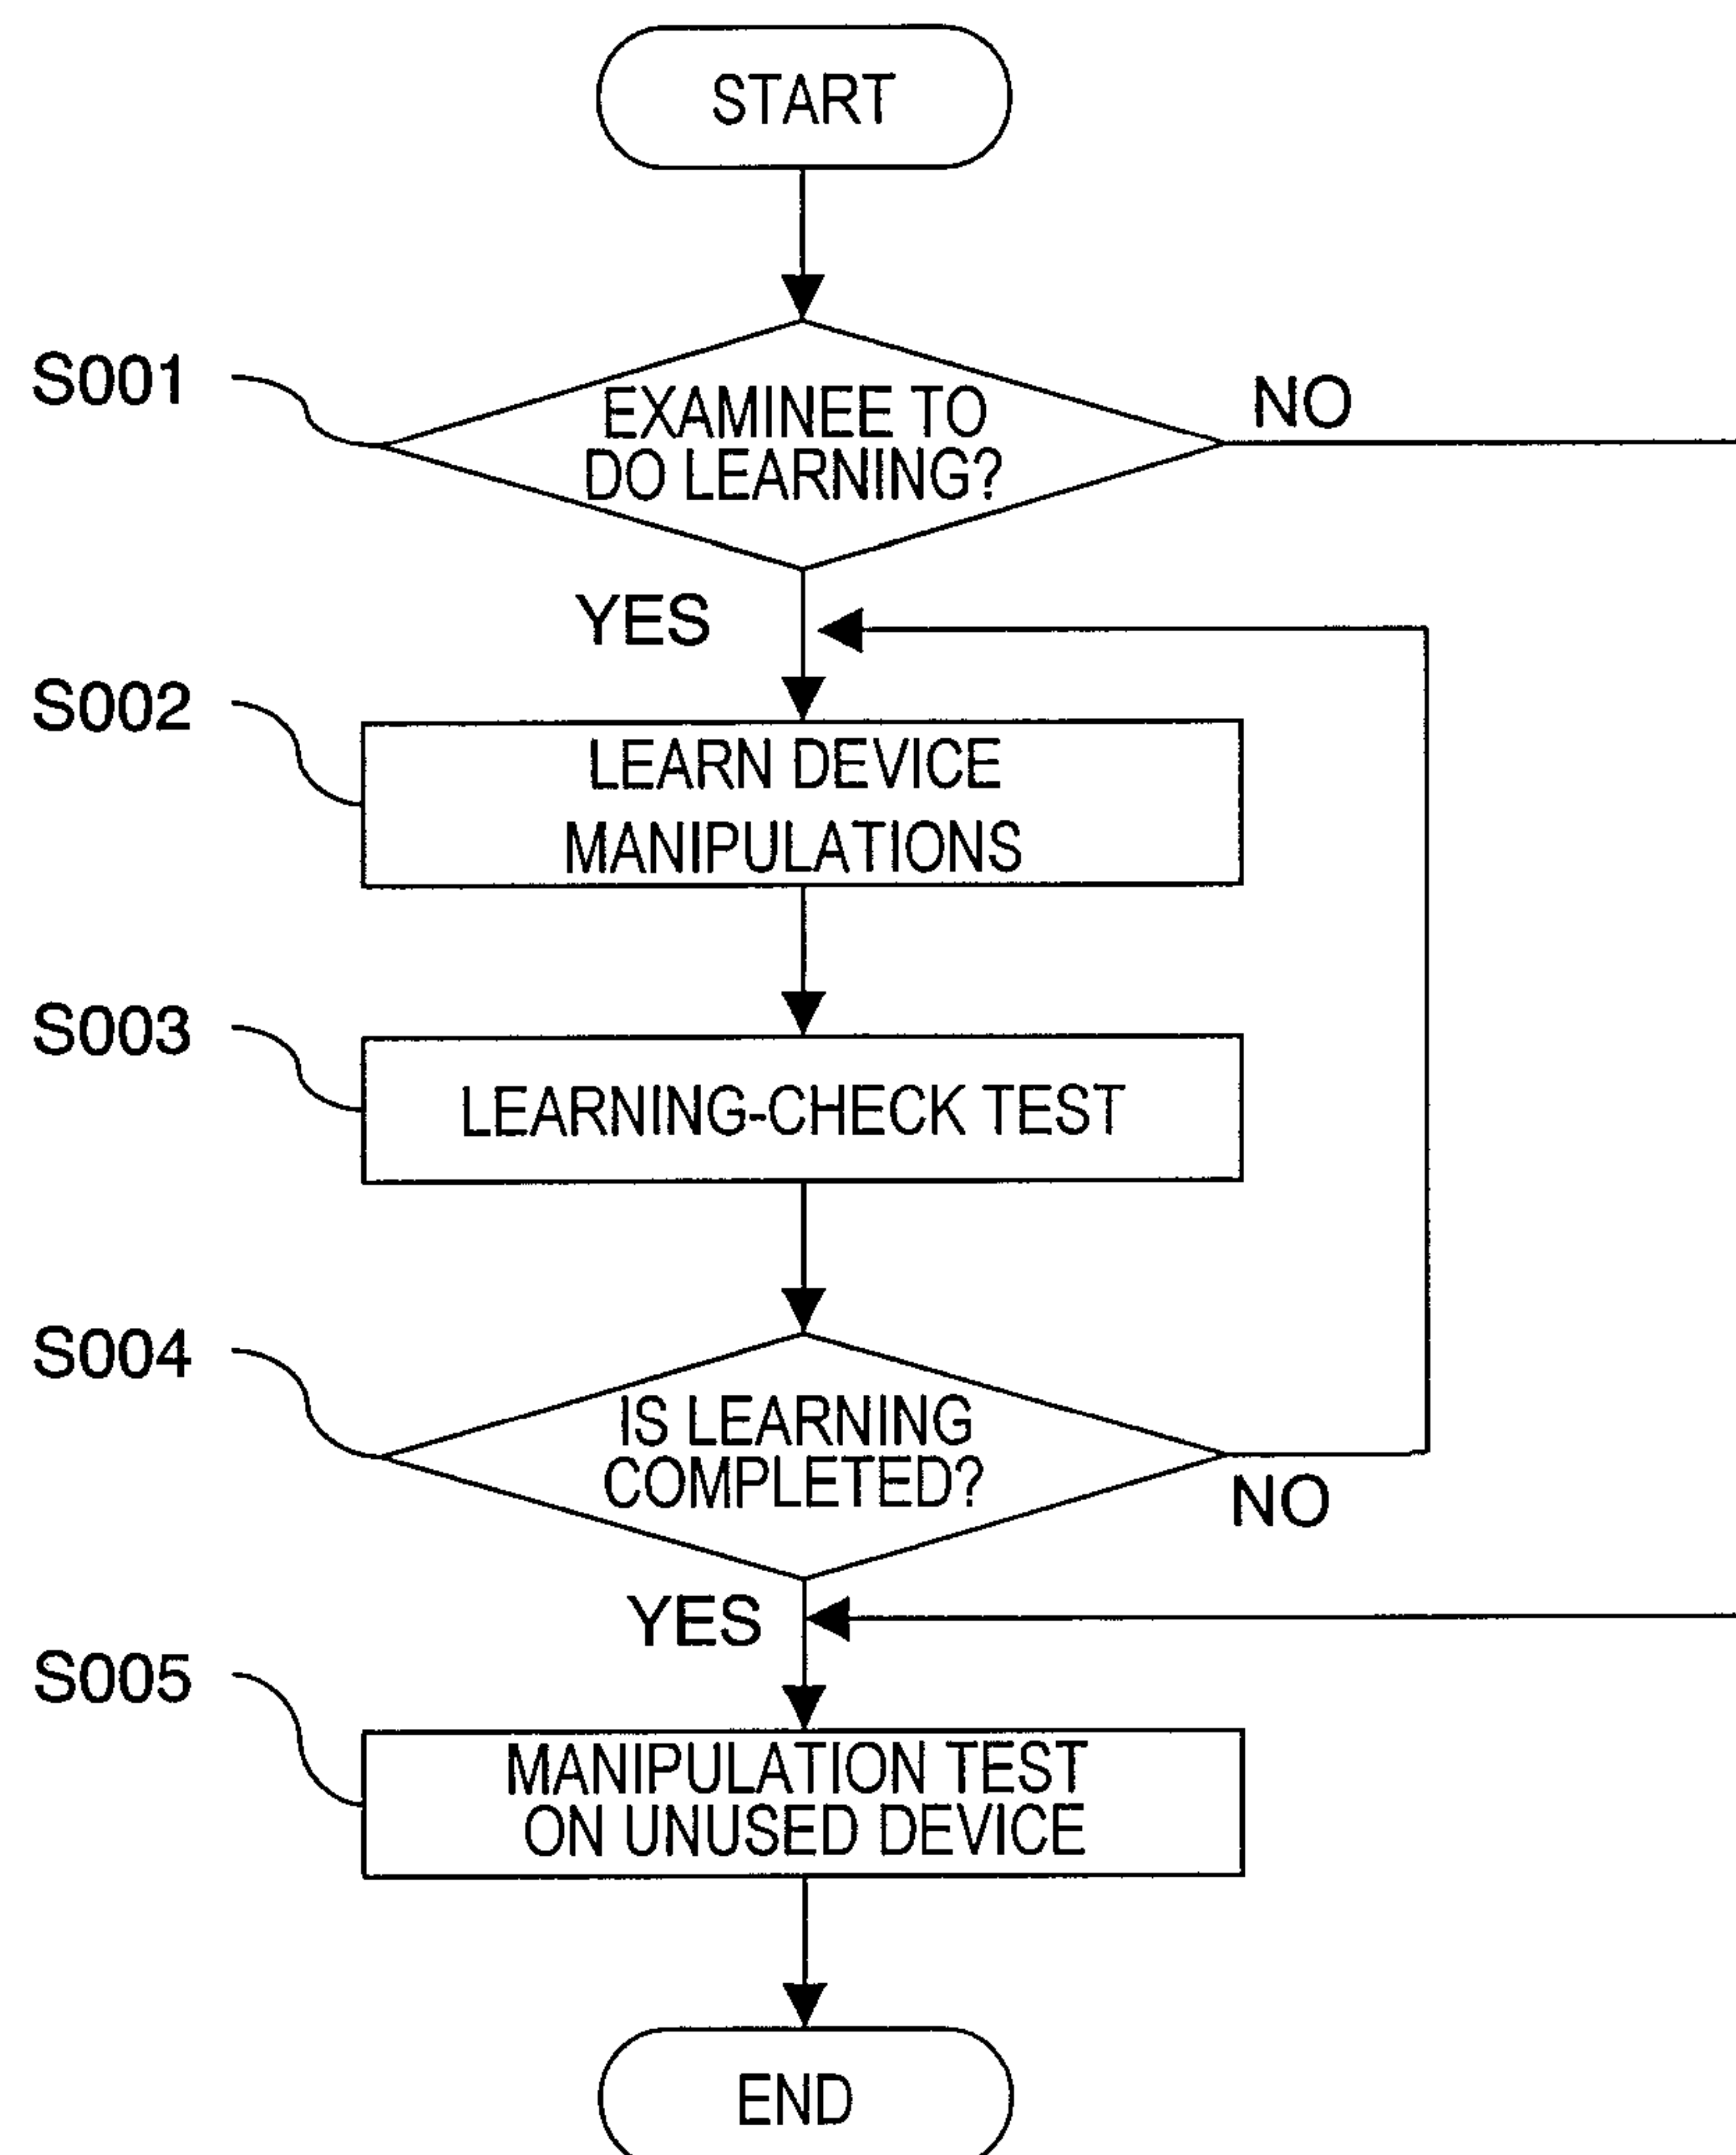 START
S001
EXAMINEE TO
DO LEARNING?
NO
YES
S002
LEARN DEVICE
MANIPULATIONS
S003
LEARNING-CHECK TEST
S004
IS LEARNING
COMPLETED?
NO
YES
S005
MANIPULATION TEST
ON UNUSED DEVICE
END